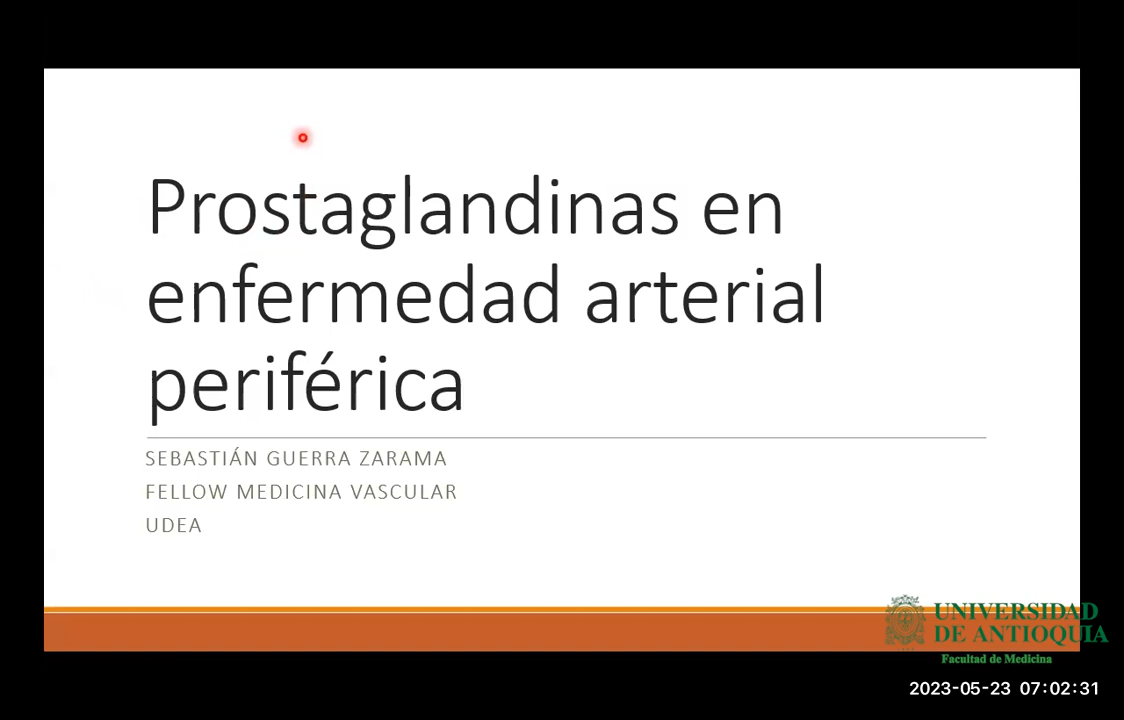 Prostaglandinas en
enfermedad arterial
periférica
SEBASTIÁN GUERRA ZARAMA
FELLOW MEDICINA VASCULAR
UDEA
UNIVERSIDAD
DE ANTIOQUIA
Facultad de Medicina
2023-05-23 07:02:31